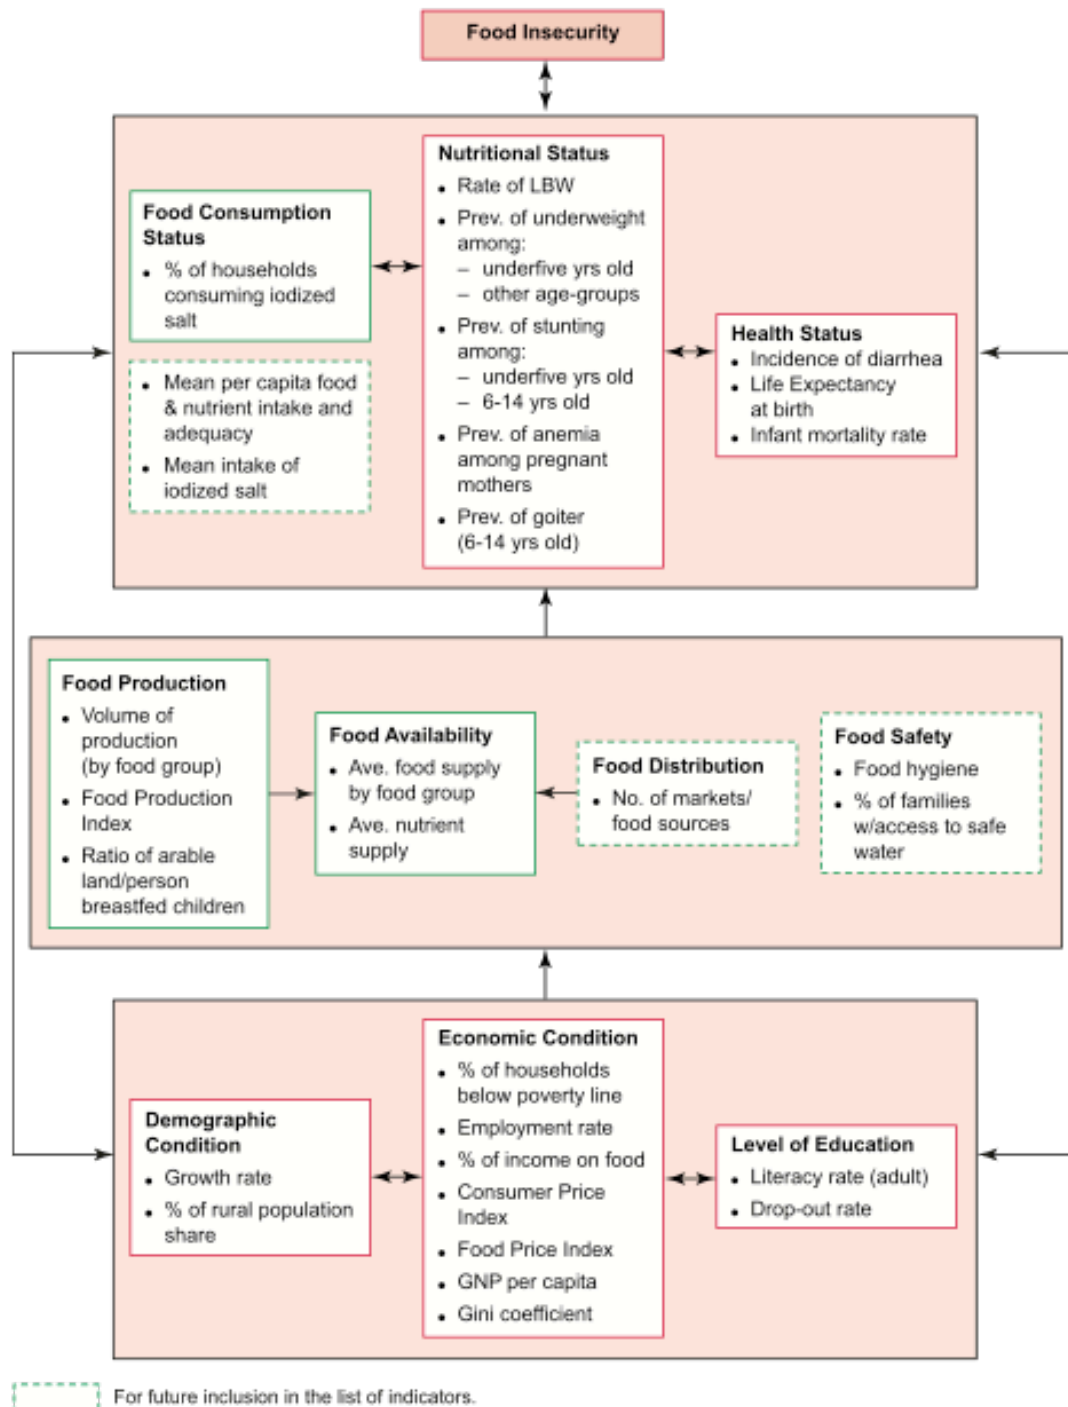 Food Insecurity
Nutritional Status
• Rate of LBW
• Prev. of underweight
among:
– underfive yrs old
– other age-groups
• Prev. of stunting
among:
– underfive yrs old
– 6-14 yrs old
• Prev. of anemia
among pregnant
mothers
• Prev. of goiter
(6-14 yrs old)
Food Consumption
Status
• % of households
consuming iodized
salt
• Mean per capita food
& nutrient intake and
adequacy
• Mean intake of
iodized salt
Health Status
• Incidence of diarrhea
• Life Expectancy
at birth
• Infant mortality rate
Food Production
• Volume of
production
(by food group)
• Food Production
Index
• Ratio of arable
land/person
breastfed children
Food Availability
• Ave. food supply
by food group
• Ave. nutrient
supply
Food Distribution
• No. of markets/
food sources
Food Safety
• Food hygiene
• % of families
w/access to safe
water
Demographic
Condition
• Growth rate
• % of rural population
share
Economic Condition
• % of households
below poverty line
• Employment rate
• % of income on food
• Consumer Price
Index
• Food Price Index
• GNP per capita
• Gini coefficient
Level of Education
• Literacy rate (adult)
• Drop-out rate
For future inclusion in the list of indicators.